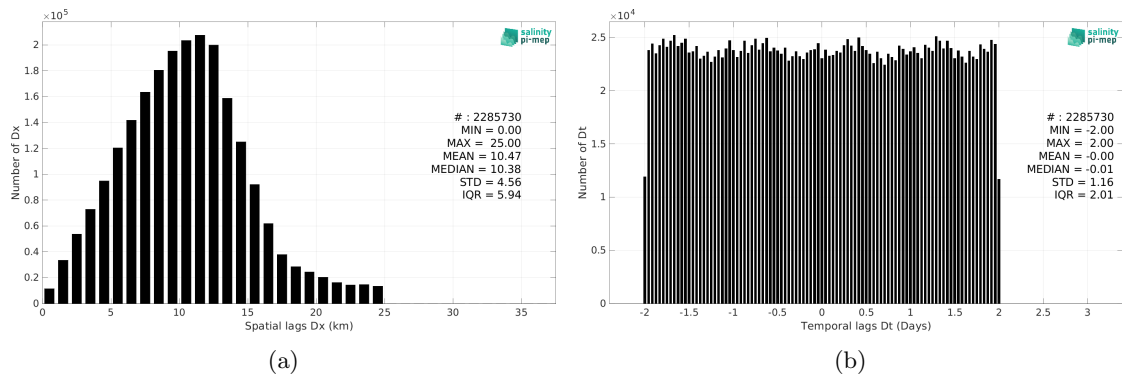 ×10⁵
2
1.8
1.6
1.4
1.2
1
0.8
0.6
0.4
0.2
0
Number of Dx
salinity
pi-mep
# : 2285730
MIN = 0.00
MAX = 25.00
MEAN = 10.47
MEDIAN = 10.38
STD = 4.56
IQR = 5.94
0 5 10 15 20 25 30 35
Spatial lags Dx (km)
(a)
×10⁴
2.5
2
1.5
1
0.5
0
Number of Dt
salinity
pi-mep
# : 2285730
MIN = -2.00
MAX = 2.00
MEAN = -0.00
MEDIAN = -0.01
STD = 1.16
IQR = 2.01
-2 -1.5 -1 -0.5 0 0.5 1 1.5 2 2.5 3
Temporal lags Dt (Days)
(b)